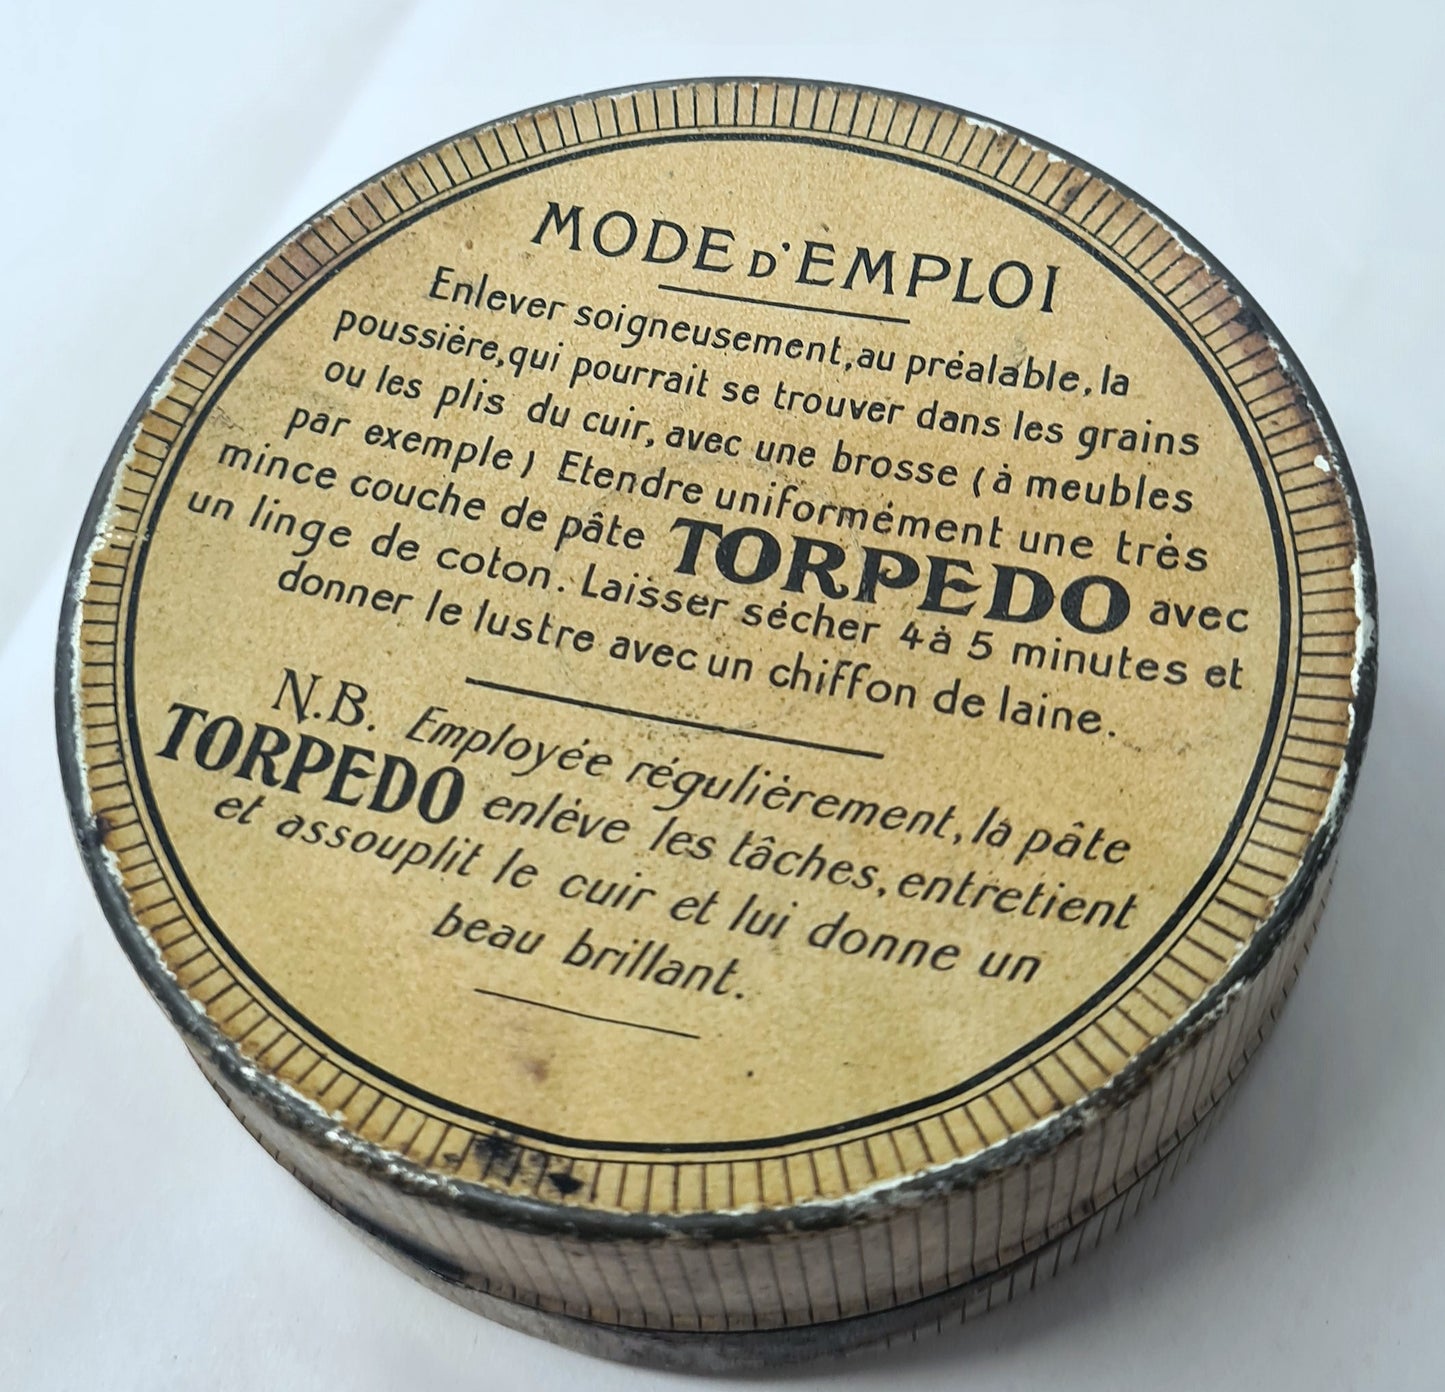 MODE D'EMPLOI
Enlever soigneusement, au préalable, la
poussiére, qui pourrait se trouver dans les grains
ou les plis du cuir, avec une brosse (à meubles
par exemple) Etendre uniformément une très
mince couche de pâte TORPEDO avec
un linge de coton. Laisser sécher 4 à 5 minutes et
donner le lustre avec un chiffon de laine.
N.B. Employée régulièrement, la pâte
TORPEDO enlève les tâches, entretient
et assouplit le cuir et lui donne un
beau brillant.